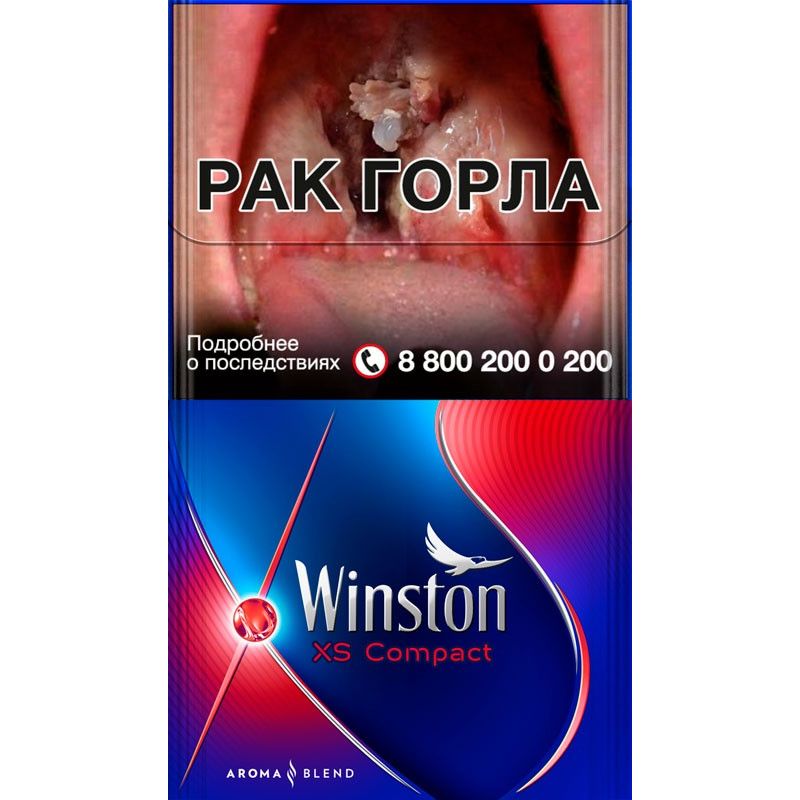 РАК ГОРЛА
Подробнее
о последствиях 8 800 200 0 200
Winston
XS Compact
AROMA BLEND